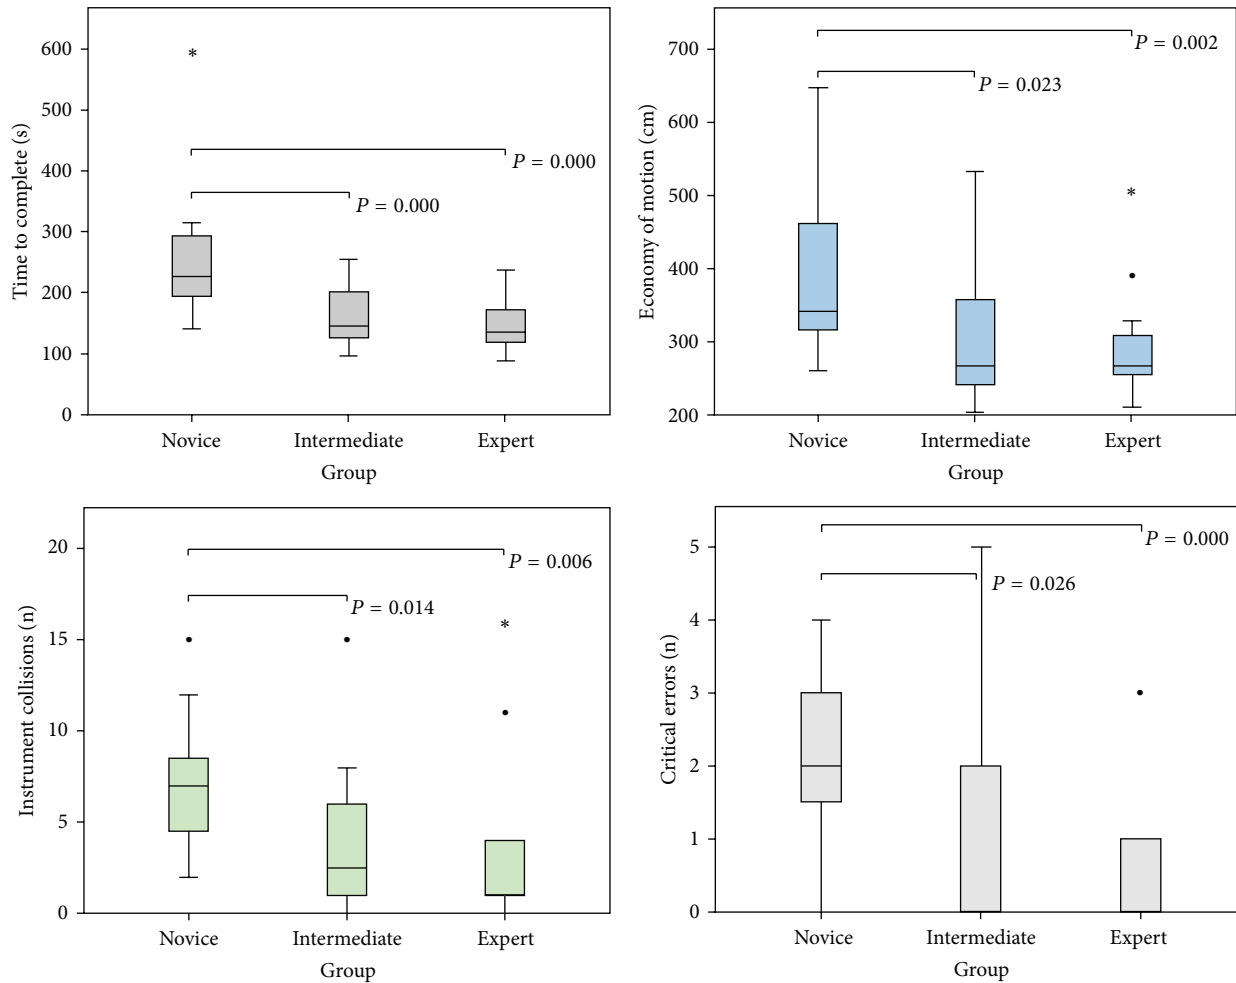 Time to complete (s)
600
500
400
300
200
100
0
*
P = 0.000
P = 0.000
Novice
Intermediate
Expert
Group
Economy of motion (cm)
700
600
500
400
300
200
P = 0.002
P = 0.023
*
Novice
Intermediate
Expert
Group
Instrument collisions (n)
20
15
10
5
0
P = 0.006
P = 0.014
*
Novice
Intermediate
Expert
Group
Critical errors (n)
5
4
3
2
1
0
P = 0.000
P = 0.026
Novice
Intermediate
Expert
Group